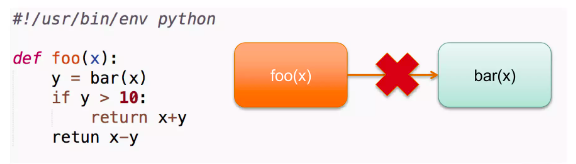 #!/usr/bin/env python
def foo(x):
    y = bar(x)
    if y > 10:
        return x+y
    retun x-y
foo(x)
bar(x)